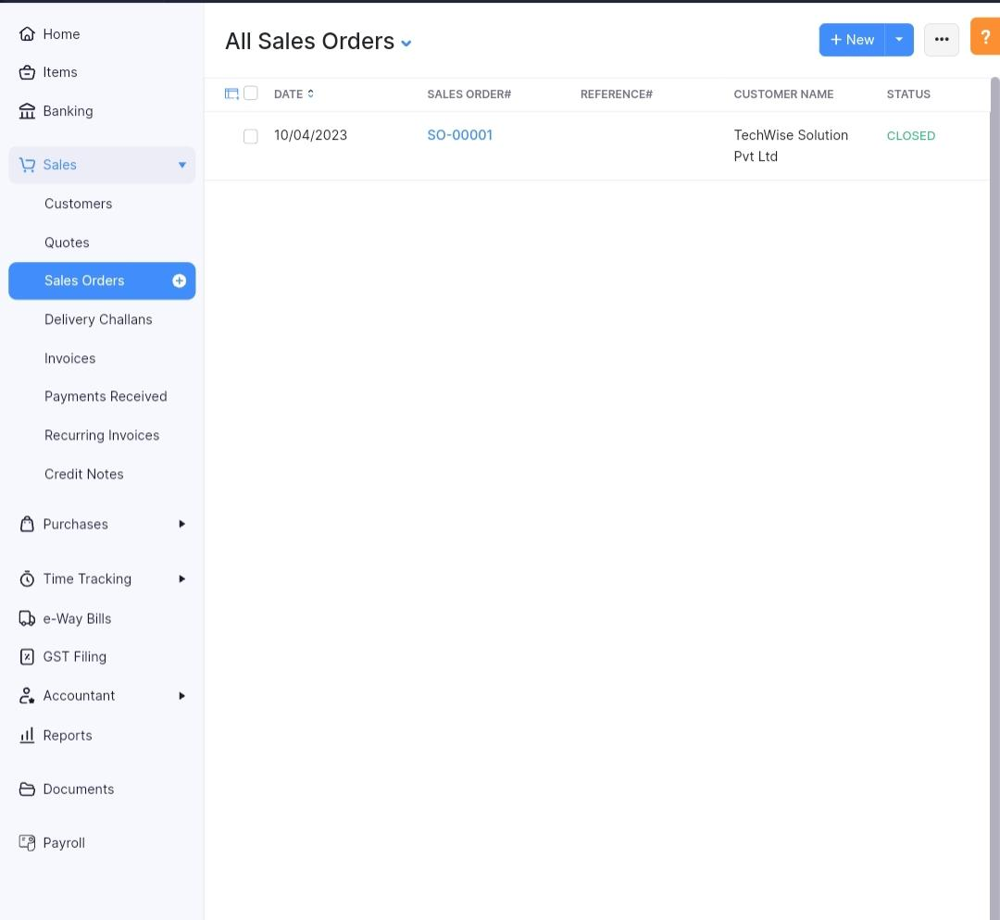 Home
Items
Banking
Sales
Customers
Quotes
Sales Orders
Delivery Challans
Invoices
Payments Received
Recurring Invoices
Credit Notes
Purchases
Time Tracking
e-Way Bills
GST Filing
Accountant
Reports
Documents
Payroll
All Sales Orders
+ New
?
DATE SALES ORDER# REFERENCE# CUSTOMER NAME STATUS
10/04/2023 SO-00001 TechWise Solution CLOSED
Pvt Ltd